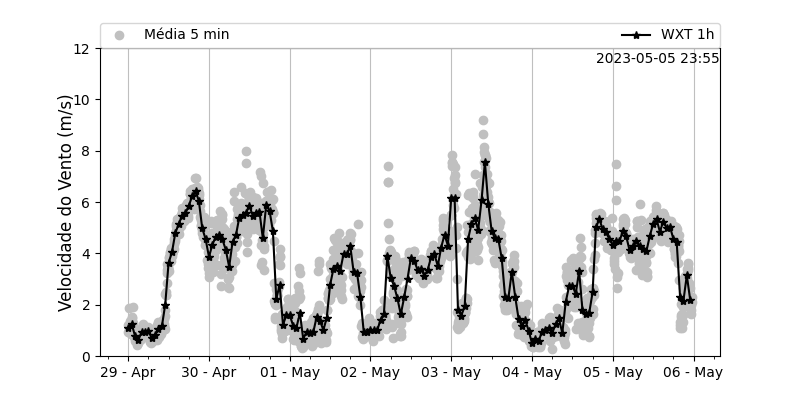 Média 5 min
WXT 1h
2023-05-05 23:55
Velocidade do Vento (m/s)
12
10
8
6
4
2
0
29 - Apr
30 - Apr
01 - May
02 - May
03 - May
04 - May
05 - May
06 - May